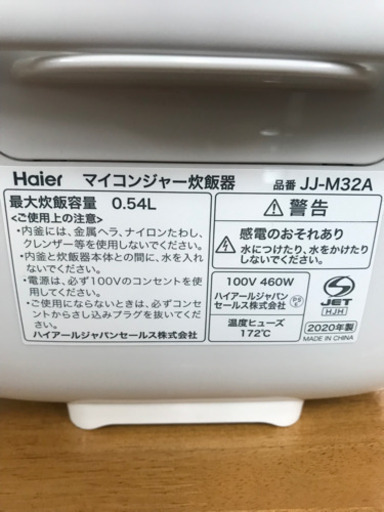 Haier マイコンジャー炊飯器 品番 JJ-M32A
最大炊飯容量 0.54L
<ご使用上の注意>
・内釜には、金属ヘラ、ナイロンたわし、
クレンザー等を使用しないでください。
・内釜と炊飯器本体との間に、水を入れ
ないでください。
・電源は、必ず100Vのコンセントを使用
してください。
・ご使用にならないときは、必ずコンセ
ントからさし込みプラグを抜いてください。
ハイアールジャパンセールス株式会社
警告
感電のおそれあり
水につけたり、水をかけたり
しないでください。
100V 460W
ハイアールジャパン
セールス株式会社
PSE
温度ヒューズ
172℃
S
JET
HJH
2020年製
MADE IN CHINA